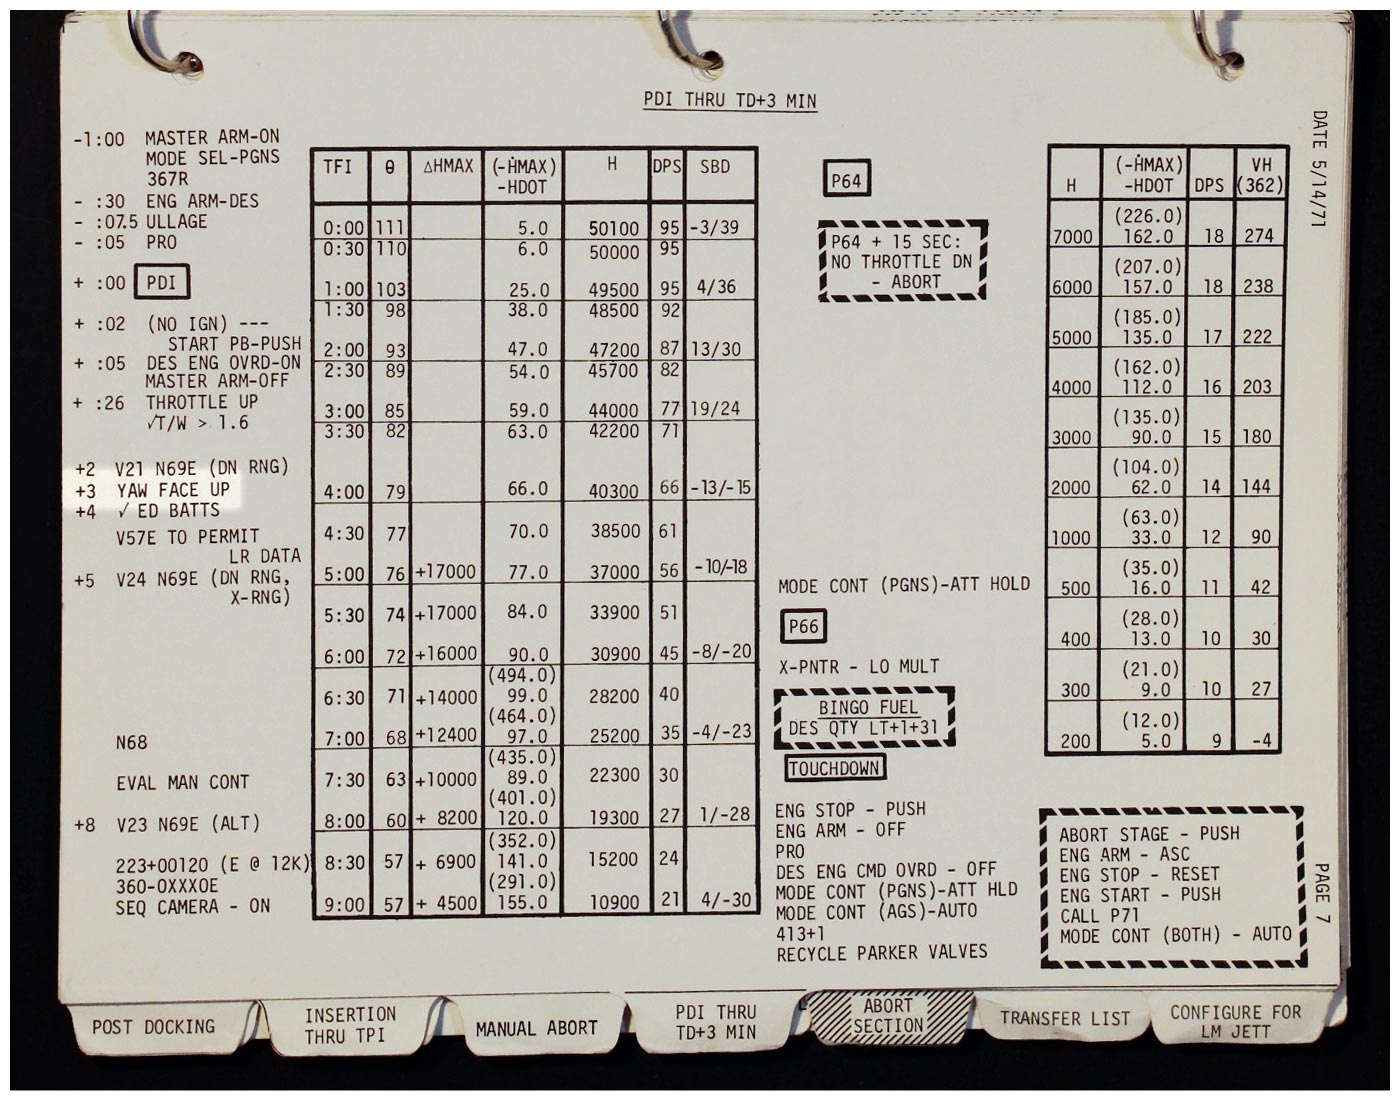 PDI THRU TD+3 MIN
-1:00 MASTER ARM-ON
MODE SEL-PGNS
367R
- :30 ENG ARM-DES
- :07.5 ULLAGE
- :05 PRO
+ :00 PDI
+ :02 (NO IGN) ---
START PB-PUSH
+ :05 DES ENG OVRD-ON
MASTER ARM-OFF
+ :26 THROTTLE UP
√T/W > 1.6
+2 V21 N69E (DN RNG)
+3 YAW FACE UP
+4 √ ED BATTS
V57E TO PERMIT
LR DATA
+5 V24 N69E (DN RNG,
X-RNG)
N68
EVAL MAN CONT
+8 V23 N69E (ALT)
223+00120 (E @ 12K)
360-0XXX0E
SEQ CAMERA - ON
TFI θ ΔHMAX (-ḢMAX) H DPS SBD
-HDOT
0:00 111 5.0 50100 95 -3/39
0:30 110 6.0 50000 95
1:00 103 25.0 49500 95 4/36
1:30 98 38.0 48500 92
2:00 93 47.0 47200 87 13/30
2:30 89 54.0 45700 82
3:00 85 59.0 44000 77 19/24
3:30 82 63.0 42200 71
4:00 79 66.0 40300 66 -13/-15
4:30 77 70.0 38500 61
5:00 76 +17000 77.0 37000 56 -10/-18
5:30 74 +17000 84.0 33900 51
6:00 72 +16000 90.0 30900 45 -8/-20
(494.0)
6:30 71 +14000 99.0 28200 40
(464.0)
7:00 68 +12400 97.0 25200 35 -4/-23
(435.0)
7:30 63 +10000 89.0 22300 30
(401.0)
8:00 60 + 8200 120.0 19300 27 1/-28
(352.0)
8:30 57 + 6900 141.0 15200 24
(291.0)
9:00 57 + 4500 155.0 10900 21 4/-30
P64
P64 + 15 SEC:
NO THROTTLE DN
- ABORT
MODE CONT (PGNS)-ATT HOLD
P66
X-PNTR - LO MULT
BINGO FUEL
DES QTY LT+1+31
TOUCHDOWN
ENG STOP - PUSH
ENG ARM - OFF
PRO
DES ENG CMD OVRD - OFF
MODE CONT (PGNS)-ATT HLD
MODE CONT (AGS)-AUTO
413+1
RECYCLE PARKER VALVES
H (-ḢMAX) DPS VH
-HDOT (362)
(226.0)
7000 162.0 18 274
(207.0)
6000 157.0 18 238
(185.0)
5000 135.0 17 222
(162.0)
4000 112.0 16 203
(135.0)
3000 90.0 15 180
(104.0)
2000 62.0 14 144
(63.0)
1000 33.0 12 90
(35.0)
500 16.0 11 42
(28.0)
400 13.0 10 30
(21.0)
300 9.0 10 27
(12.0)
200 5.0 9 -4
ABORT STAGE - PUSH
ENG ARM - ASC
ENG STOP - RESET
ENG START - PUSH
CALL P71
MODE CONT (BOTH) - AUTO
DATE 5/14/71
PAGE 7
POST DOCKING
INSERTION
THRU TPI
MANUAL ABORT
PDI THRU
TD+3 MIN
ABORT
SECTION
TRANSFER LIST
CONFIGURE FOR
LM JETT